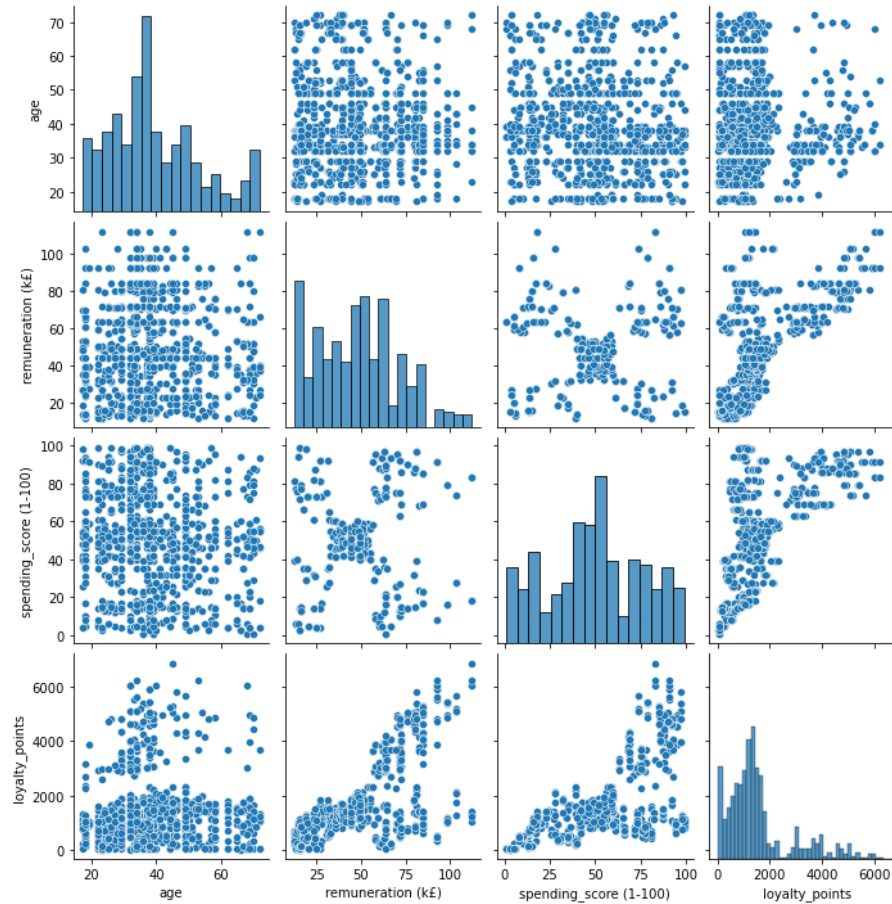 70
60
50
40
30
20
age
100
80
60
40
20
remuneration (k£)
100
80
60
40
20
0
spending_score (1-100)
6000
4000
2000
0
loyalty_points
20 40 60
25 50 75 100
0 25 50 75 100
0 2000 4000 6000
age
remuneration (k£)
spending_score (1-100)
loyalty_points